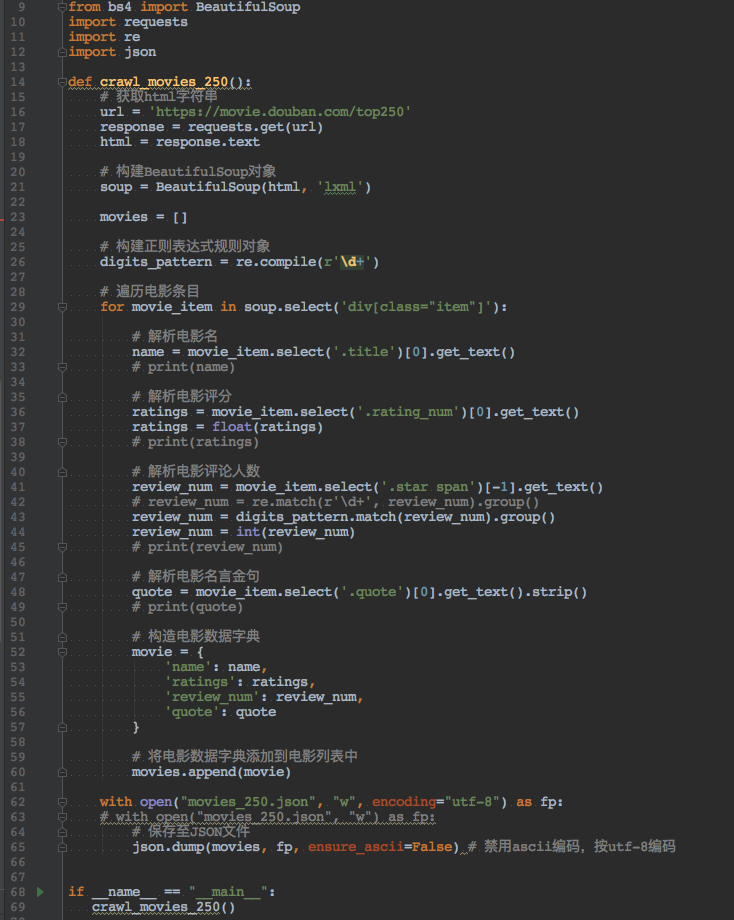 9 from bs4 import BeautifulSoup
10 import requests
11 import re
12 import json
13
14 def crawl_movies_250():
15 # 获取html字符串
16 url = 'https://movie.douban.com/top250'
17 response = requests.get(url)
18 html = response.text
19
20 # 构建BeautifulSoup对象
21 soup = BeautifulSoup(html, 'lxml')
22
23 movies = []
24
25 # 构建正则表达式规则对象
26 digits_pattern = re.compile(r'\d+')
27
28 # 遍历电影条目
29 for movie_item in soup.select('div[class="item"]'):
30
31 # 解析电影名
32 name = movie_item.select('.title')[0].get_text()
33 # print(name)
34
35 # 解析电影评分
36 ratings = movie_item.select('.rating_num')[0].get_text()
37 ratings = float(ratings)
38 # print(ratings)
39
40 # 解析电影评论人数
41 review_num = movie_item.select('.star span')[-1].get_text()
42 # review_num = re.match(r'\d+', review_num).group()
43 review_num = digits_pattern.match(review_num).group()
44 review_num = int(review_num)
45 # print(review_num)
46
47 # 解析电影名言金句
48 quote = movie_item.select('.quote')[0].get_text().strip()
49 # print(quote)
50
51 # 构造电影数据字典
52 movie = {
53 'name': name,
54 'ratings': ratings,
55 'review_num': review_num,
56 'quote': quote
57 }
58
59 # 将电影数据字典添加到电影列表中
60 movies.append(movie)
61
62 with open("movies_250.json", "w", encoding="utf-8") as fp:
63 # with open("movies_250.json", "w") as fp:
64 # 保存至JSON文件
65 json.dump(movies, fp, ensure_ascii=False) # 禁用ascii编码，按utf-8编码
66
67
68 if __name__ == "__main__":
69 crawl_movies_250()